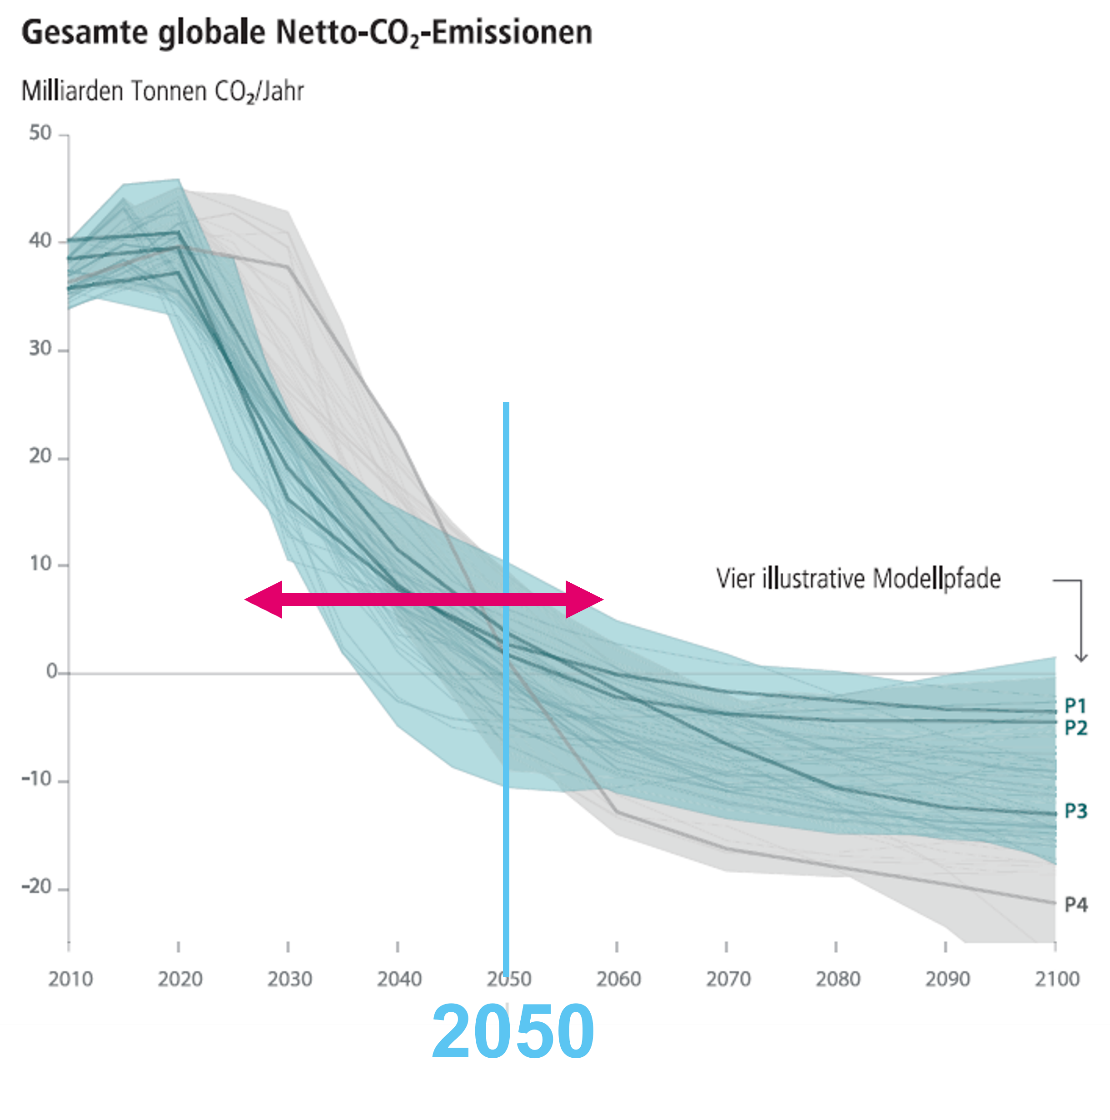 Gesamte globale Netto-CO₂-Emissionen
Milliarden Tonnen CO₂/Jahr
50
40
30
20
10
Vier illustrative Modellpfade
0
P1
P2
-10
P3
-20
P4
2010 2020 2030 2040 2050 2060 2070 2080 2090 2100
2050